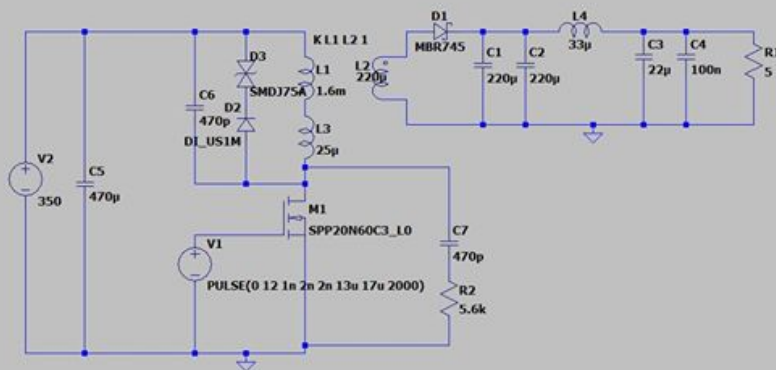 D1
MBR745
L4
33µ
K L1 L2 1
L2
220µ
C1
220µ
C2
220µ
C3
22µ
C4
100n
R1
5
D3
SMDJ75A
L1
1.6m
C6
470p
D2
DI_US1M
L3
25µ
V2
350
C5
470µ
M1
SPP20N60C3_L0
V1
PULSE(0 12 1n 2n 2n 13u 17u 2000)
C7
470p
R2
5.6k